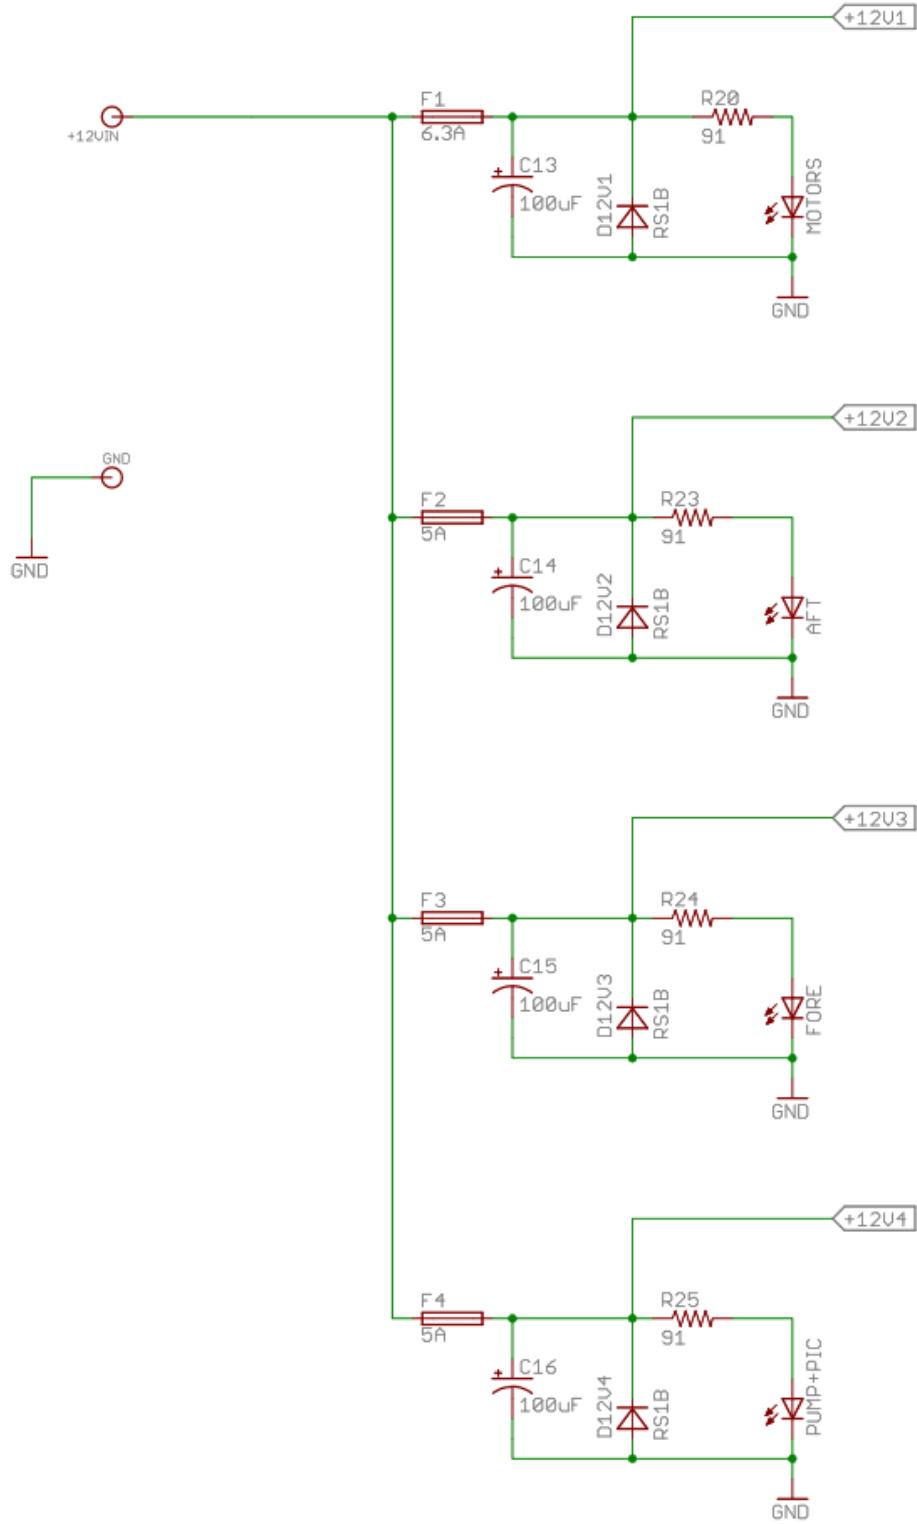 +12V1
F1
R20
+12VIN
6.3A
91
C13
100uF
D12V1
RS1B
MOTORS
GND
+12V2
GND
F2
R23
5A
91
GND
C14
100uF
D12V2
RS1B
AFT
GND
+12V3
F3
R24
5A
91
C15
100uF
D12V3
RS1B
FORE
GND
+12V4
F4
R25
5A
91
C16
100uF
D12V4
RS1B
PUMP+PIC
GND